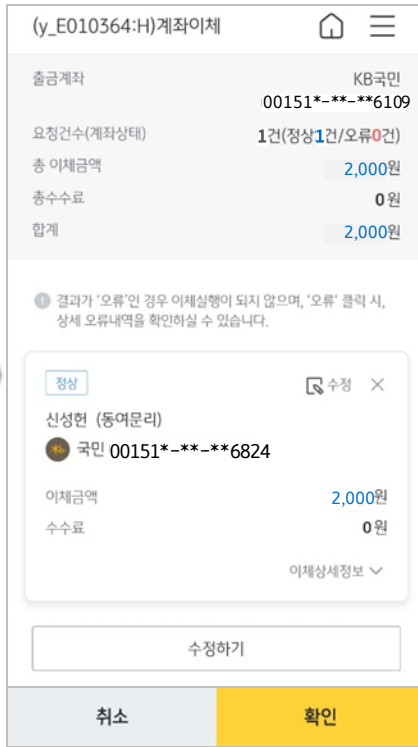 (y_E010364:H)계좌이체
출금계좌 KB국민
00151*-**-**6109
요청건수(계좌상태) 1건(정상1건/오류0건)
총 이체금액 2,000원
총수수료 0원
합계 2,000원
결과가 '오류'인 경우 이체실행이 되지 않으며, '오류' 클릭 시,
상세 오류내역을 확인하실 수 있습니다.
정상 수정
신성헌 (동여문리)
국민 00151*-**-**6824
이체금액 2,000원
수수료 0원
이체상세정보
수정하기
취소 확인